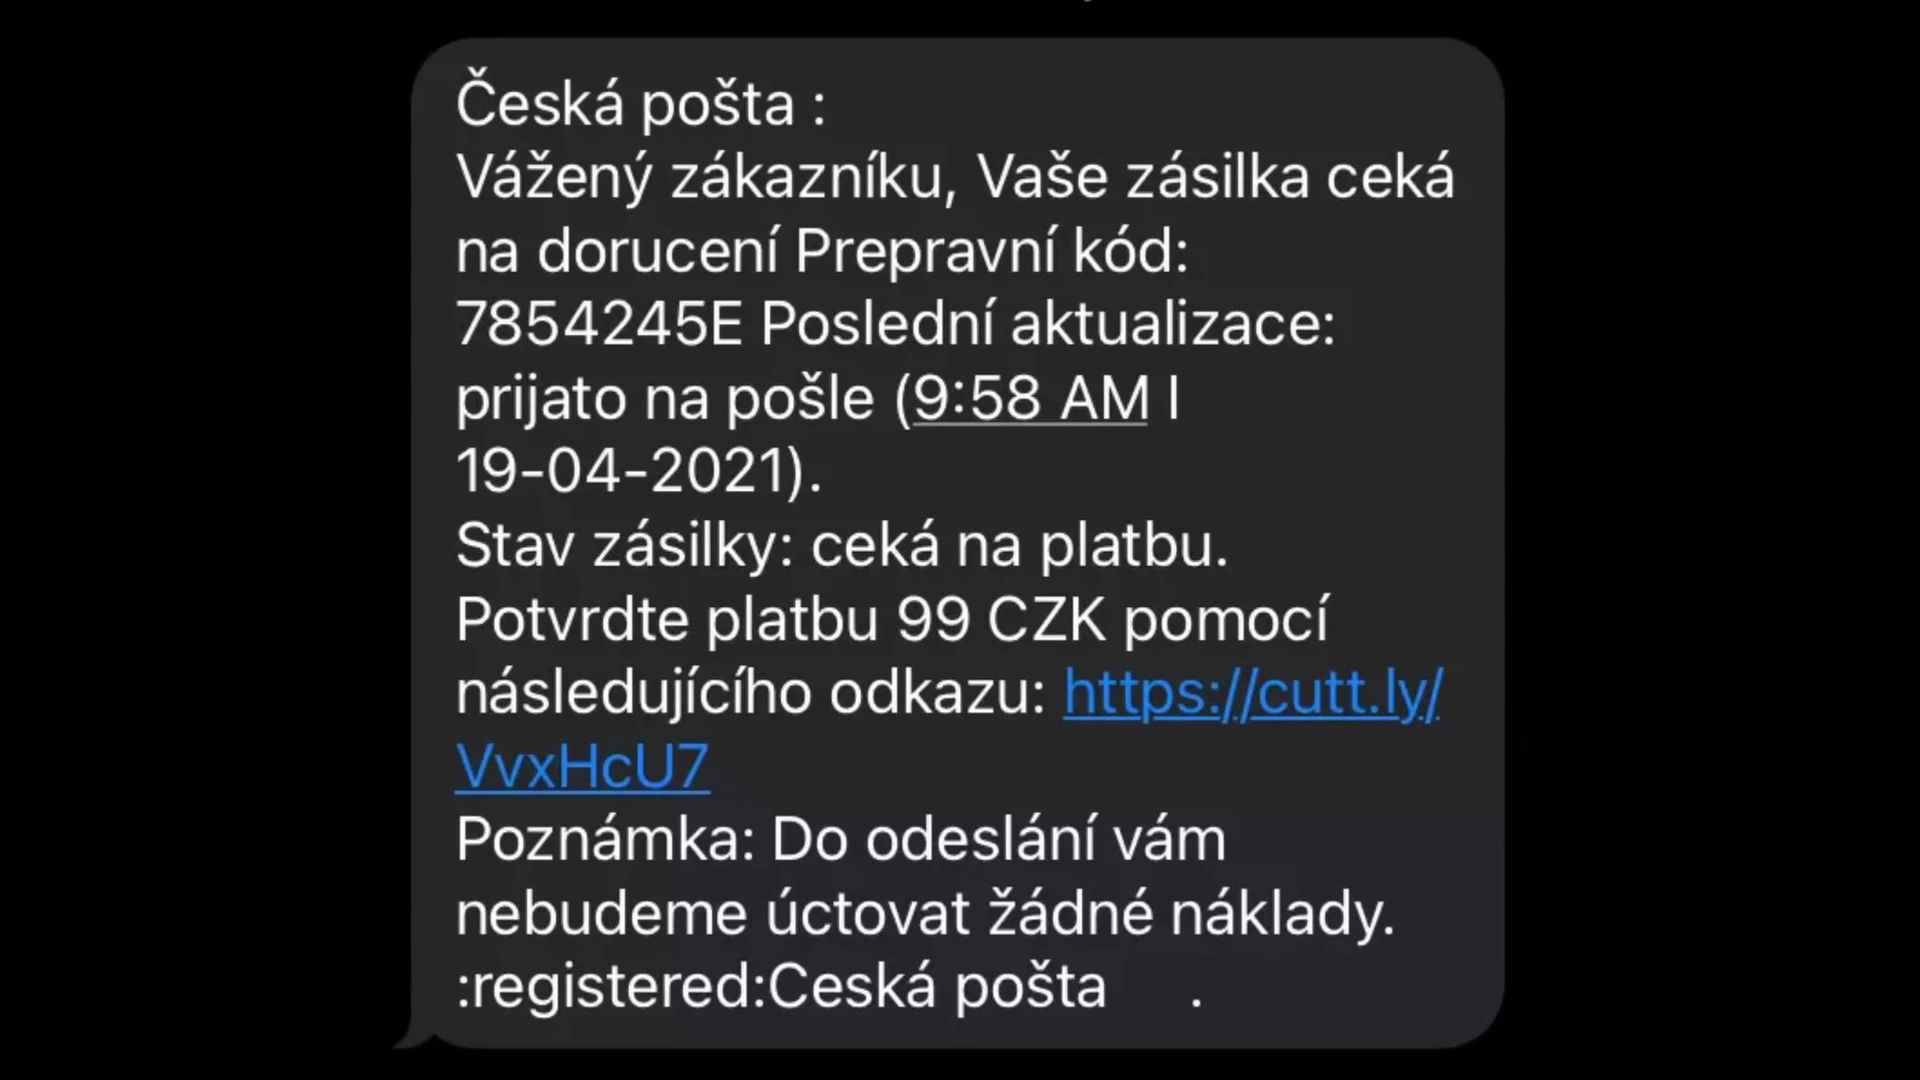 Česká pošta :
Vážený zákazníku, Vaše zásilka ceká
na dorucení Prepravní kód:
7854245E Poslední aktualizace:
prijato na pošle (9:58 AM I
19-04-2021).
Stav zásilky: ceká na platbu.
Potvrdte platbu 99 CZK pomocí
následujícího odkazu: https://cutt.ly/
VvxHcU7
Poznámka: Do odeslání vám
nebudeme úctovat žádné náklady.
:registered:Ceská pošta .